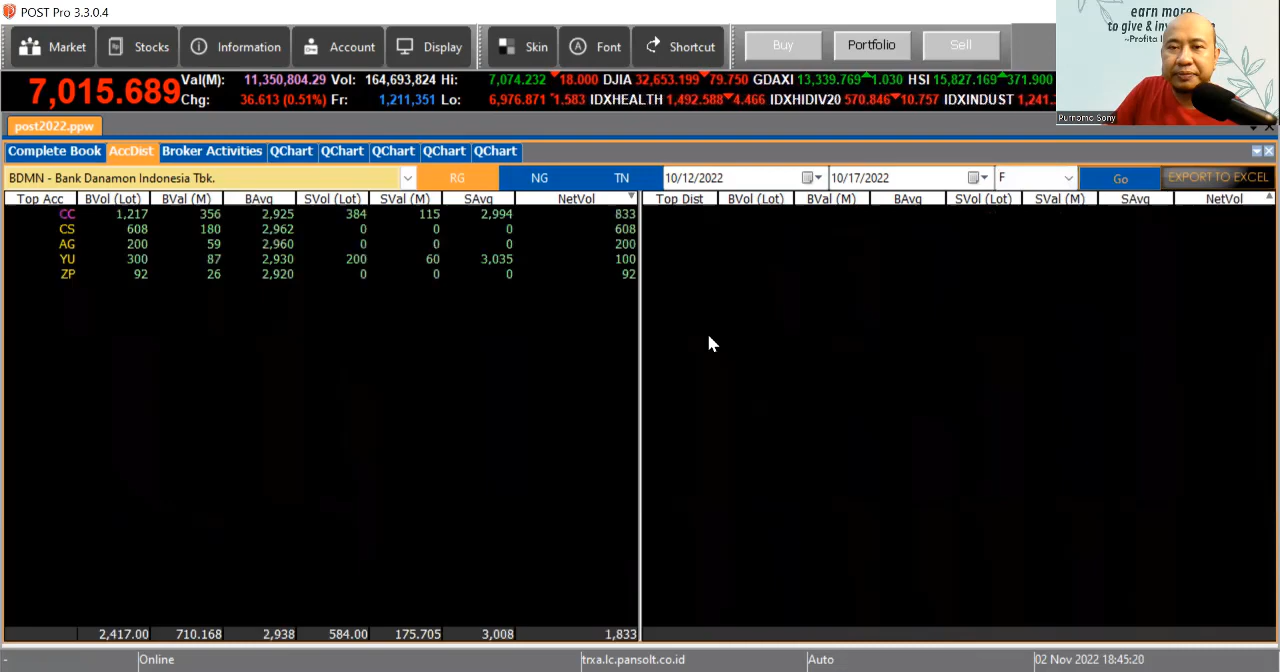 POST Pro 3.3.0.4
Market Stocks Information Account Display Skin Font Shortcut Buy Portfolio Sell
earn more
to give &
~Profita
Purnomo Sony
7,015.689
Val(M): 11,350,804.29 Vol: 164,693,824 Hi: 7,074.232 18.000 DJIA 32,653.199 79.750 GDAXI 13,339.769 1.030 HSI 15,827.169 371.900
Chg: 36.613 (0.51%) Fr: 1,211,351 Lo: 6,976.871 1.583 IDXHEALTH 1,492.588 4.466 IDXHIDIV20 570.846 10.757 IDXINDUST 1,241.
post2022.ppw
Complete Book AccDist Broker Activities QChart QChart QChart QChart QChart
BDMN - Bank Danamon Indonesia Tbk. RG NG TN 10/12/2022 10/17/2022 F Go EXPORT TO EXCEL
Top Acc BVol (Lot) BVal (M) BAvg SVol (Lot) SVal (M) SAvg NetVol Top Dist BVol (Lot) BVal (M) BAvg SVol (Lot) SVal (M) SAvg NetVol
CC 1,217 356 2,925 384 115 2,994 833
CS 608 180 2,962 0 0 0 608
AG 200 59 2,960 0 0 0 200
YU 300 87 2,930 200 60 3,035 100
ZP 92 26 2,920 0 0 0 92
2,417.00 710.168 2,938 584.00 175.705 3,008 1,833
- Online trxa.lc.pansolt.co.id Auto 02 Nov 2022 18:45:20